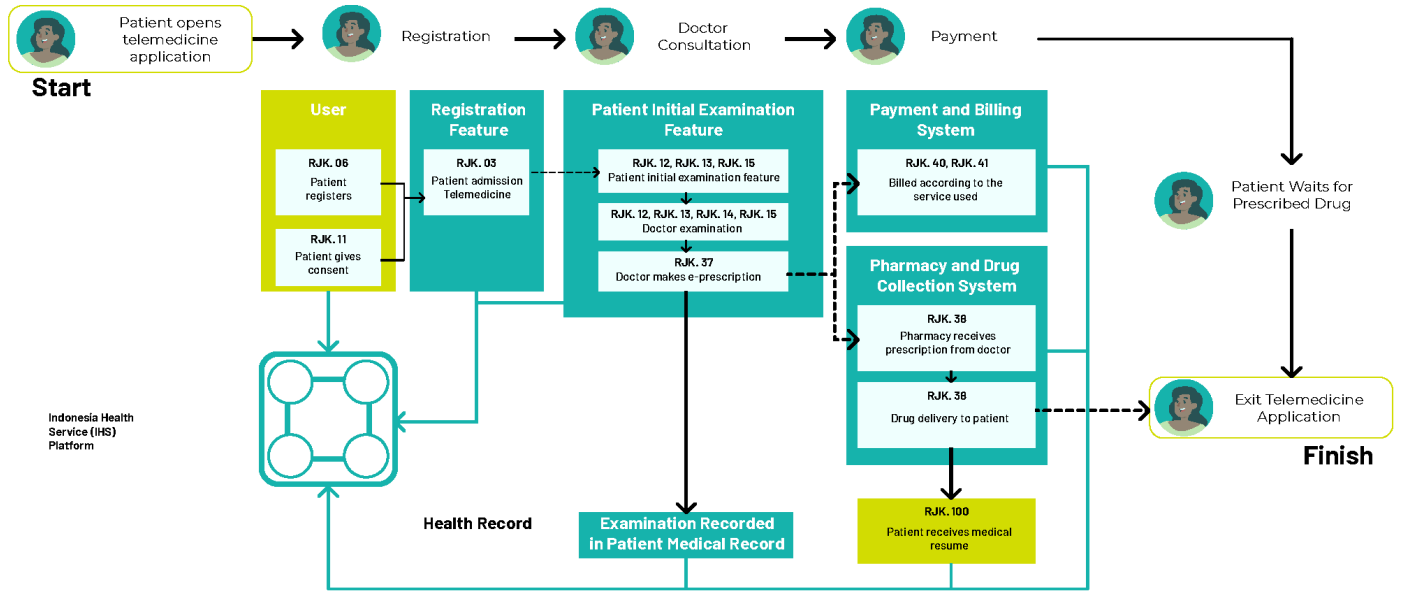 Patient opens
telemedicine
application
Start
Registration
Doctor
Consultation
Payment
User
RJK. 06
Patient
registers
RJK. 11
Patient gives
consent
Registration
Feature
RJK. 03
Patient admission
Telemedicine
Patient Initial Examination
Feature
RJK. 12, RJK. 13, RJK. 15
Patient initial examination feature
RJK. 12, RJK. 13, RJK. 14, RJK. 15
Doctor examination
RJK. 37
Doctor makes e-prescription
Payment and Billing
System
RJK. 40, RJK. 41
Billed according to the
service used
Pharmacy and Drug
Collection System
RJK. 38
Pharmacy receives
prescription from doctor
RJK. 38
Drug delivery to patient
Patient Waits for
Prescribed Drug
Exit Telemedicine
Application
Finish
Indonesia Health
Service (IHS)
Platform
Health Record
Examination Recorded
in Patient Medical Record
RJK. 100
Patient receives medical
resume